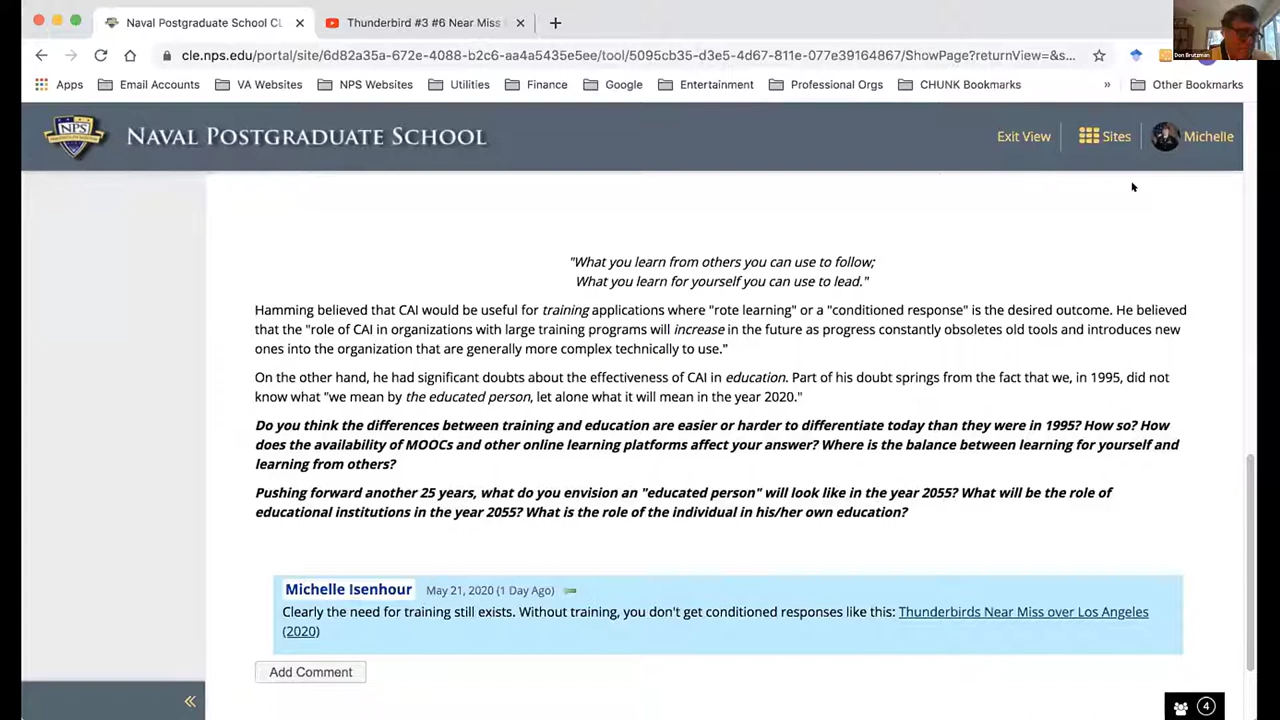 Naval Postgraduate School CL
Thunderbird #3 #6 Near Miss
Don Brutzman
cle.nps.edu/portal/site/6d82a35a-672e-4088-b2c6-aa4a5435e5ee/tool/5095cb35-d3e5-4d67-811e-077e39164867/ShowPage?returnView=&s...
Apps Email Accounts VA Websites NPS Websites Utilities Finance Google Entertainment Professional Orgs CHUNK Bookmarks » Other Bookmarks
NPS NAVAL POSTGRADUATE SCHOOL Exit View Sites Michelle
"What you learn from others you can use to follow;
What you learn for yourself you can use to lead."
Hamming believed that CAI would be useful for training applications where "rote learning" or a "conditioned response" is the desired outcome. He believed
that the "role of CAI in organizations with large training programs will increase in the future as progress constantly obsoletes old tools and introduces new
ones into the organization that are generally more complex technically to use."
On the other hand, he had significant doubts about the effectiveness of CAI in education. Part of his doubt springs from the fact that we, in 1995, did not
know what "we mean by the educated person, let alone what it will mean in the year 2020."
Do you think the differences between training and education are easier or harder to differentiate today than they were in 1995? How so? How
does the availability of MOOCs and other online learning platforms affect your answer? Where is the balance between learning for yourself and
learning from others?
Pushing forward another 25 years, what do you envision an "educated person" will look like in the year 2055? What will be the role of
educational institutions in the year 2055? What is the role of the individual in his/her own education?
Michelle Isenhour May 21, 2020 (1 Day Ago)
Clearly the need for training still exists. Without training, you don't get conditioned responses like this: Thunderbirds Near Miss over Los Angeles
(2020)
Add Comment
«
4